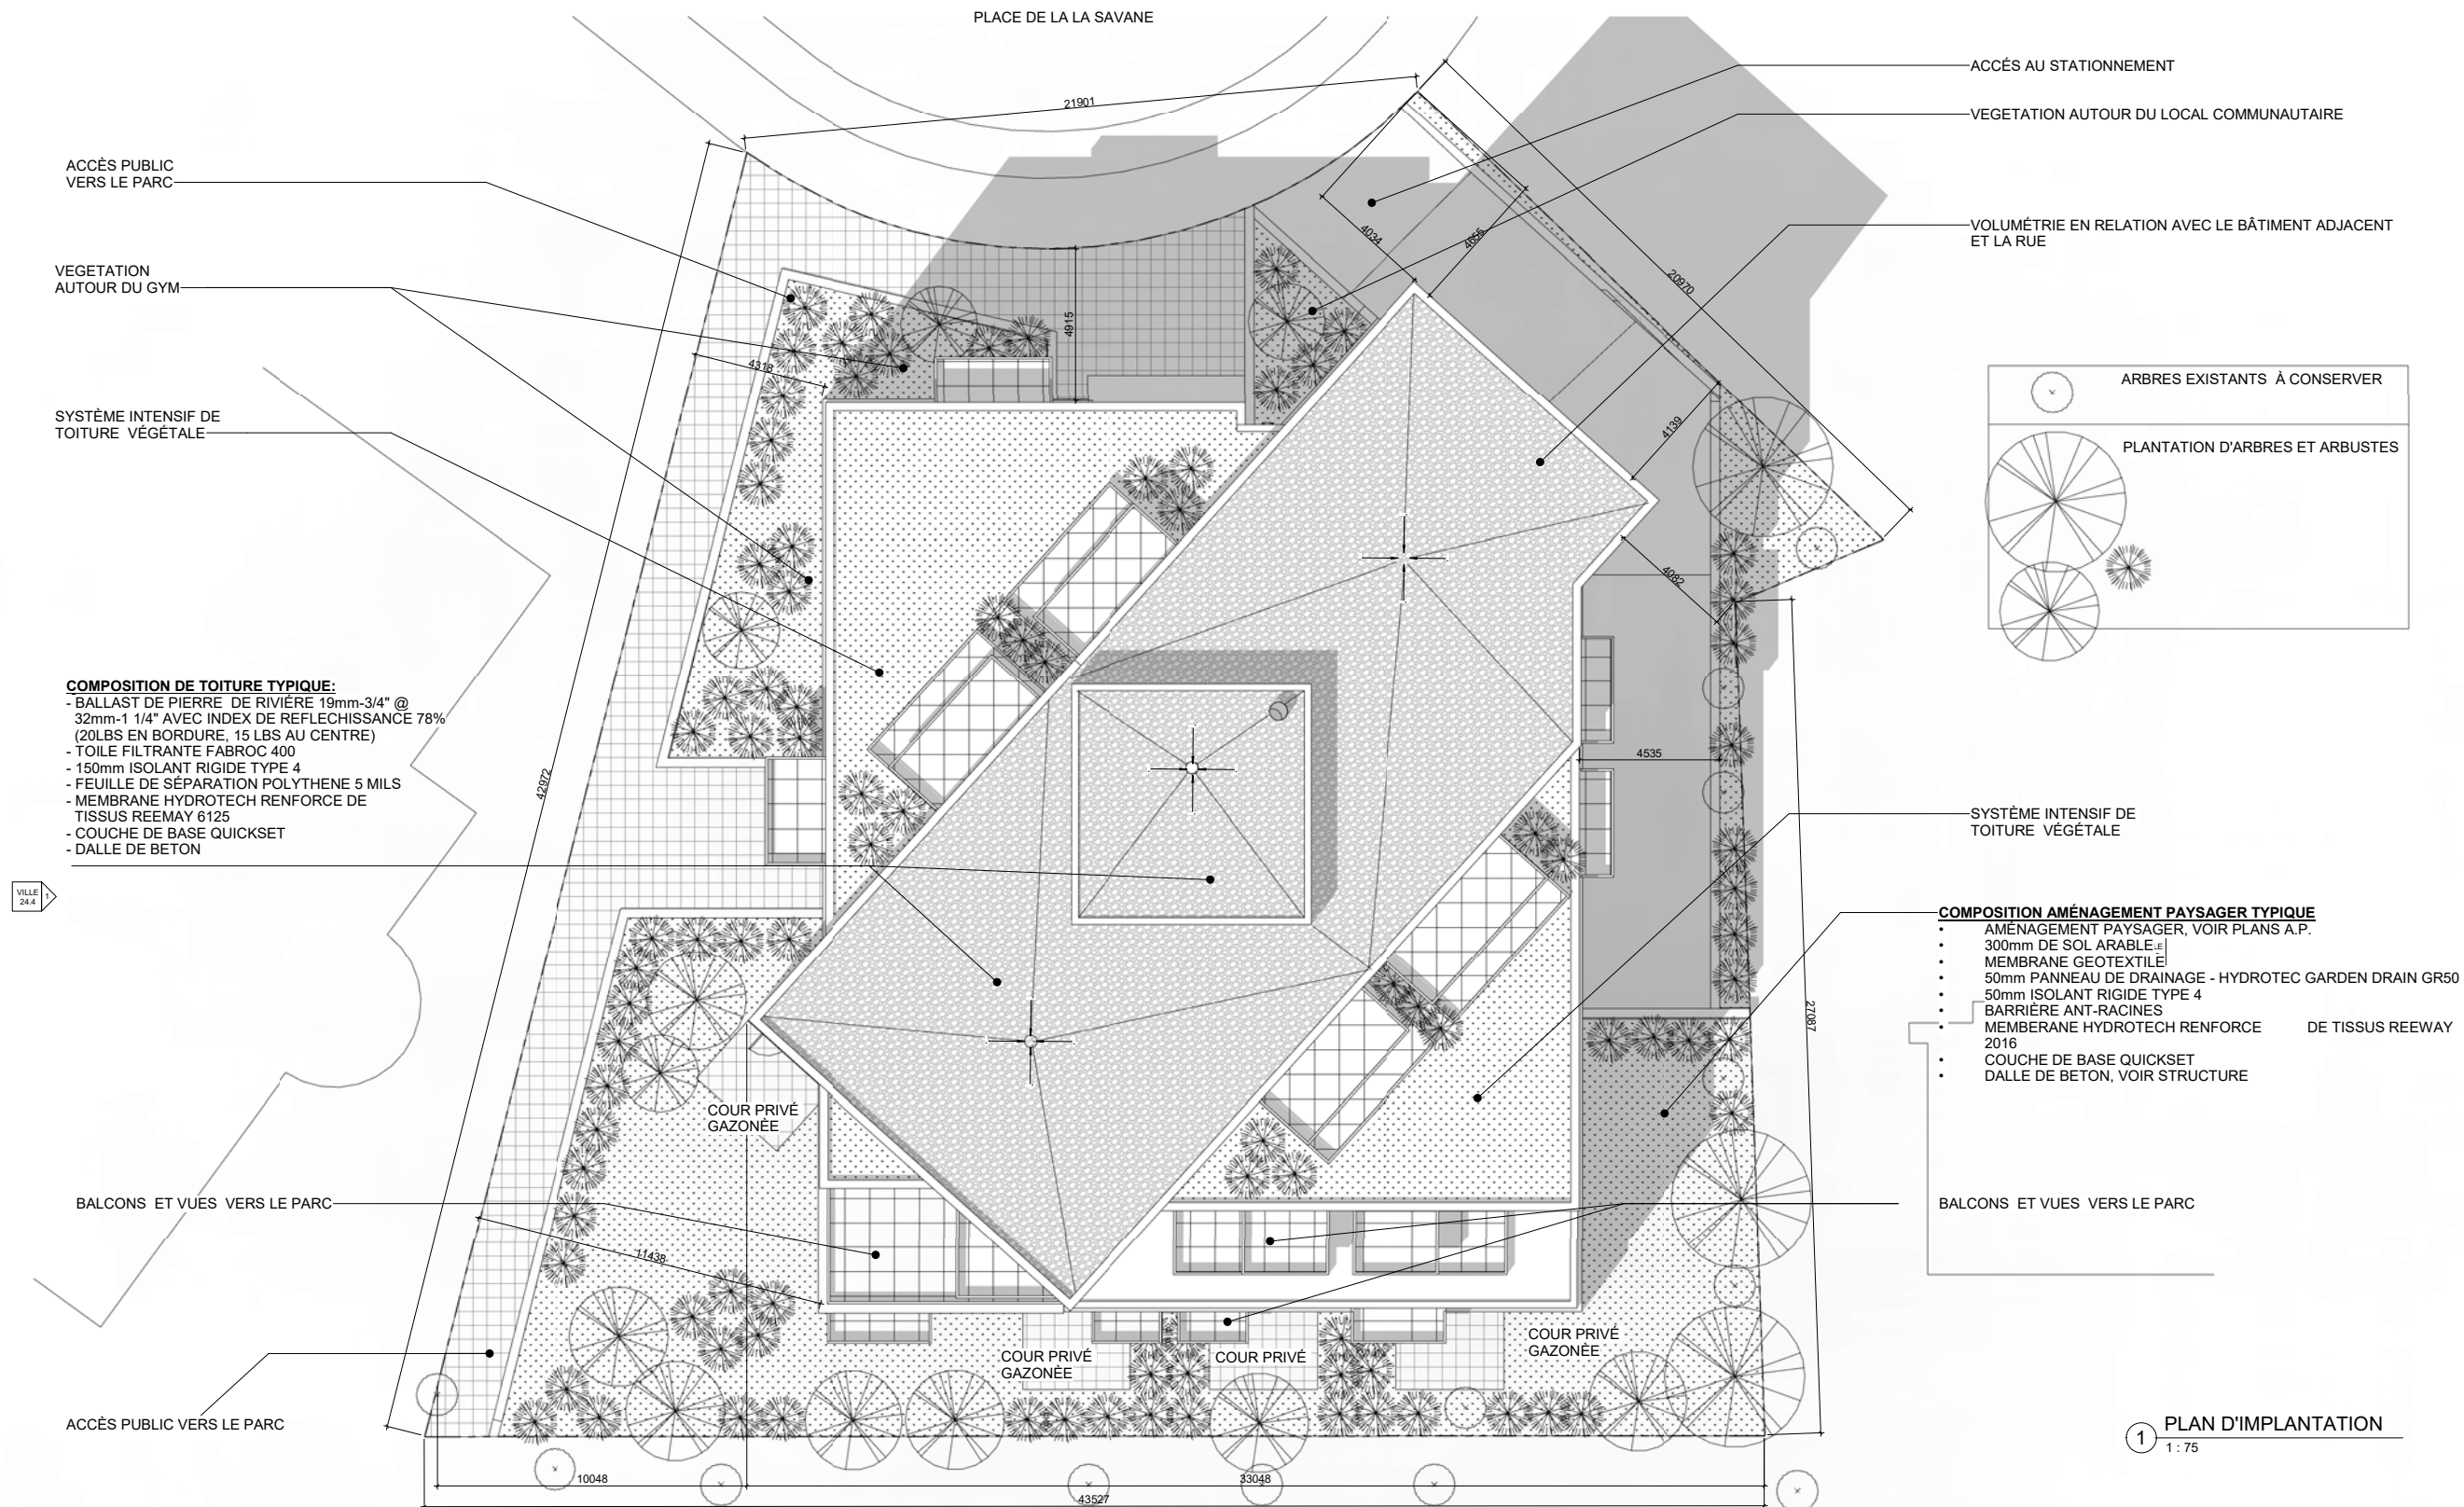 PLACE DE LA LA SAVANE
21901
ACCÉS AU STATIONNEMENT
VEGETATION AUTOUR DU LOCAL COMMUNAUTAIRE
ACCÈS PUBLIC
VERS LE PARC
VOLUMÉTRIE EN RELATION AVEC LE BÂTIMENT ADJACENT
ET LA RUE
4034
4655
20970
VEGETATION
AUTOUR DU GYM
4915
4318
ARBRES EXISTANTS À CONSERVER
SYSTÈME INTENSIF DE
TOITURE VÉGÉTALE
4139
PLANTATION D'ARBRES ET ARBUSTES
4082
COMPOSITION DE TOITURE TYPIQUE:
- BALLAST DE PIERRE DE RIVIÉRE 19mm-3/4" @
32mm-1 1/4" AVEC INDEX DE REFLECHISSANCE 78%
(20LBS EN BORDURE, 15 LBS AU CENTRE)
- TOILE FILTRANTE FABROC 400
- 150mm ISOLANT RIGIDE TYPE 4
- FEUILLE DE SÉPARATION POLYTHENE 5 MILS
- MEMBRANE HYDROTECH RENFORCE DE
TISSUS REEMAY 6125
- COUCHE DE BASE QUICKSET
- DALLE DE BETON
42972
4535
SYSTÈME INTENSIF DE
TOITURE VÉGÉTALE
VILLE
24.4
1
COMPOSITION AMÉNAGEMENT PAYSAGER TYPIQUE
• AMÉNAGEMENT PAYSAGER, VOIR PLANS A.P.
• 300mm DE SOL ARABLE LE
• MEMBRANE GEOTEXTILE
• 50mm PANNEAU DE DRAINAGE - HYDROTEC GARDEN DRAIN GR50
• 50mm ISOLANT RIGIDE TYPE 4
• BARRIÈRE ANT-RACINES
• MEMBERANE HYDROTECH RENFORCE DE TISSUS REEWAY
2016
• COUCHE DE BASE QUICKSET
• DALLE DE BETON, VOIR STRUCTURE
27087
COUR PRIVÉ
GAZONÈE
BALCONS ET VUES VERS LE PARC
BALCONS ET VUES VERS LE PARC
11438
COUR PRIVÉ
GAZONÈE
COUR PRIVÉ
COUR PRIVÉ
GAZONÈE
ACCÈS PUBLIC VERS LE PARC
1
PLAN D'IMPLANTATION
1 : 75
10048
33048
43527